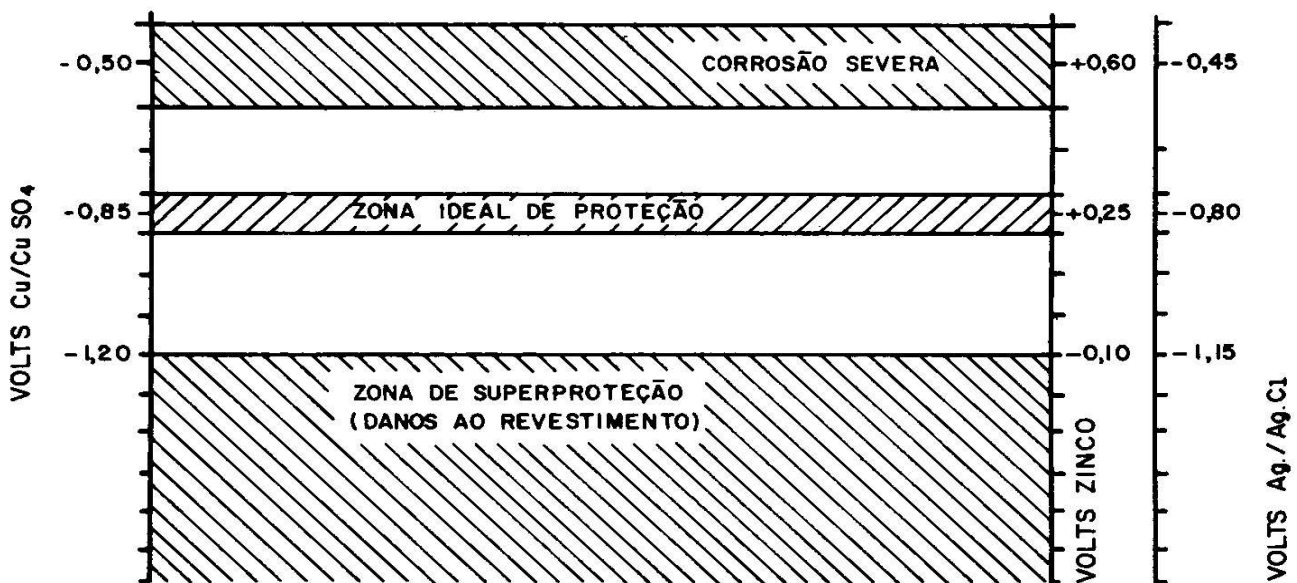 CORROSÃO SEVERA
-0,50
+0,60
-0,45
ZONA IDEAL DE PROTEÇÃO
-0,85
+0,25
-0,80
-1,20
-0,10
-1,15
ZONA DE SUPERPROTEÇÃO
(DANOS AO REVESTIMENTO)
VOLTS Cu/CuSO4
VOLTS ZINCO
VOLTS Ag./Ag.Cl